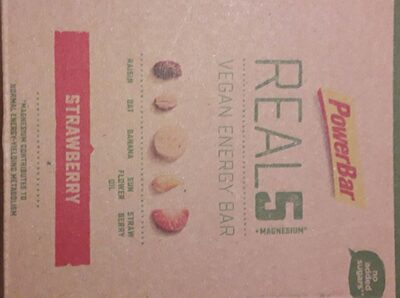 no
added
sugars*
PowerBar
REAL5
+MAGNESIUM*
VEGAN ENERGY BAR
RAISIN OAT BANANA SUN
FLOWER
OIL STRAW
BERRY
STRAWBERRY
MAGNESIUM CONTRIBUTES TO
NORMAL ENERGY-YIELDING METABOLISM